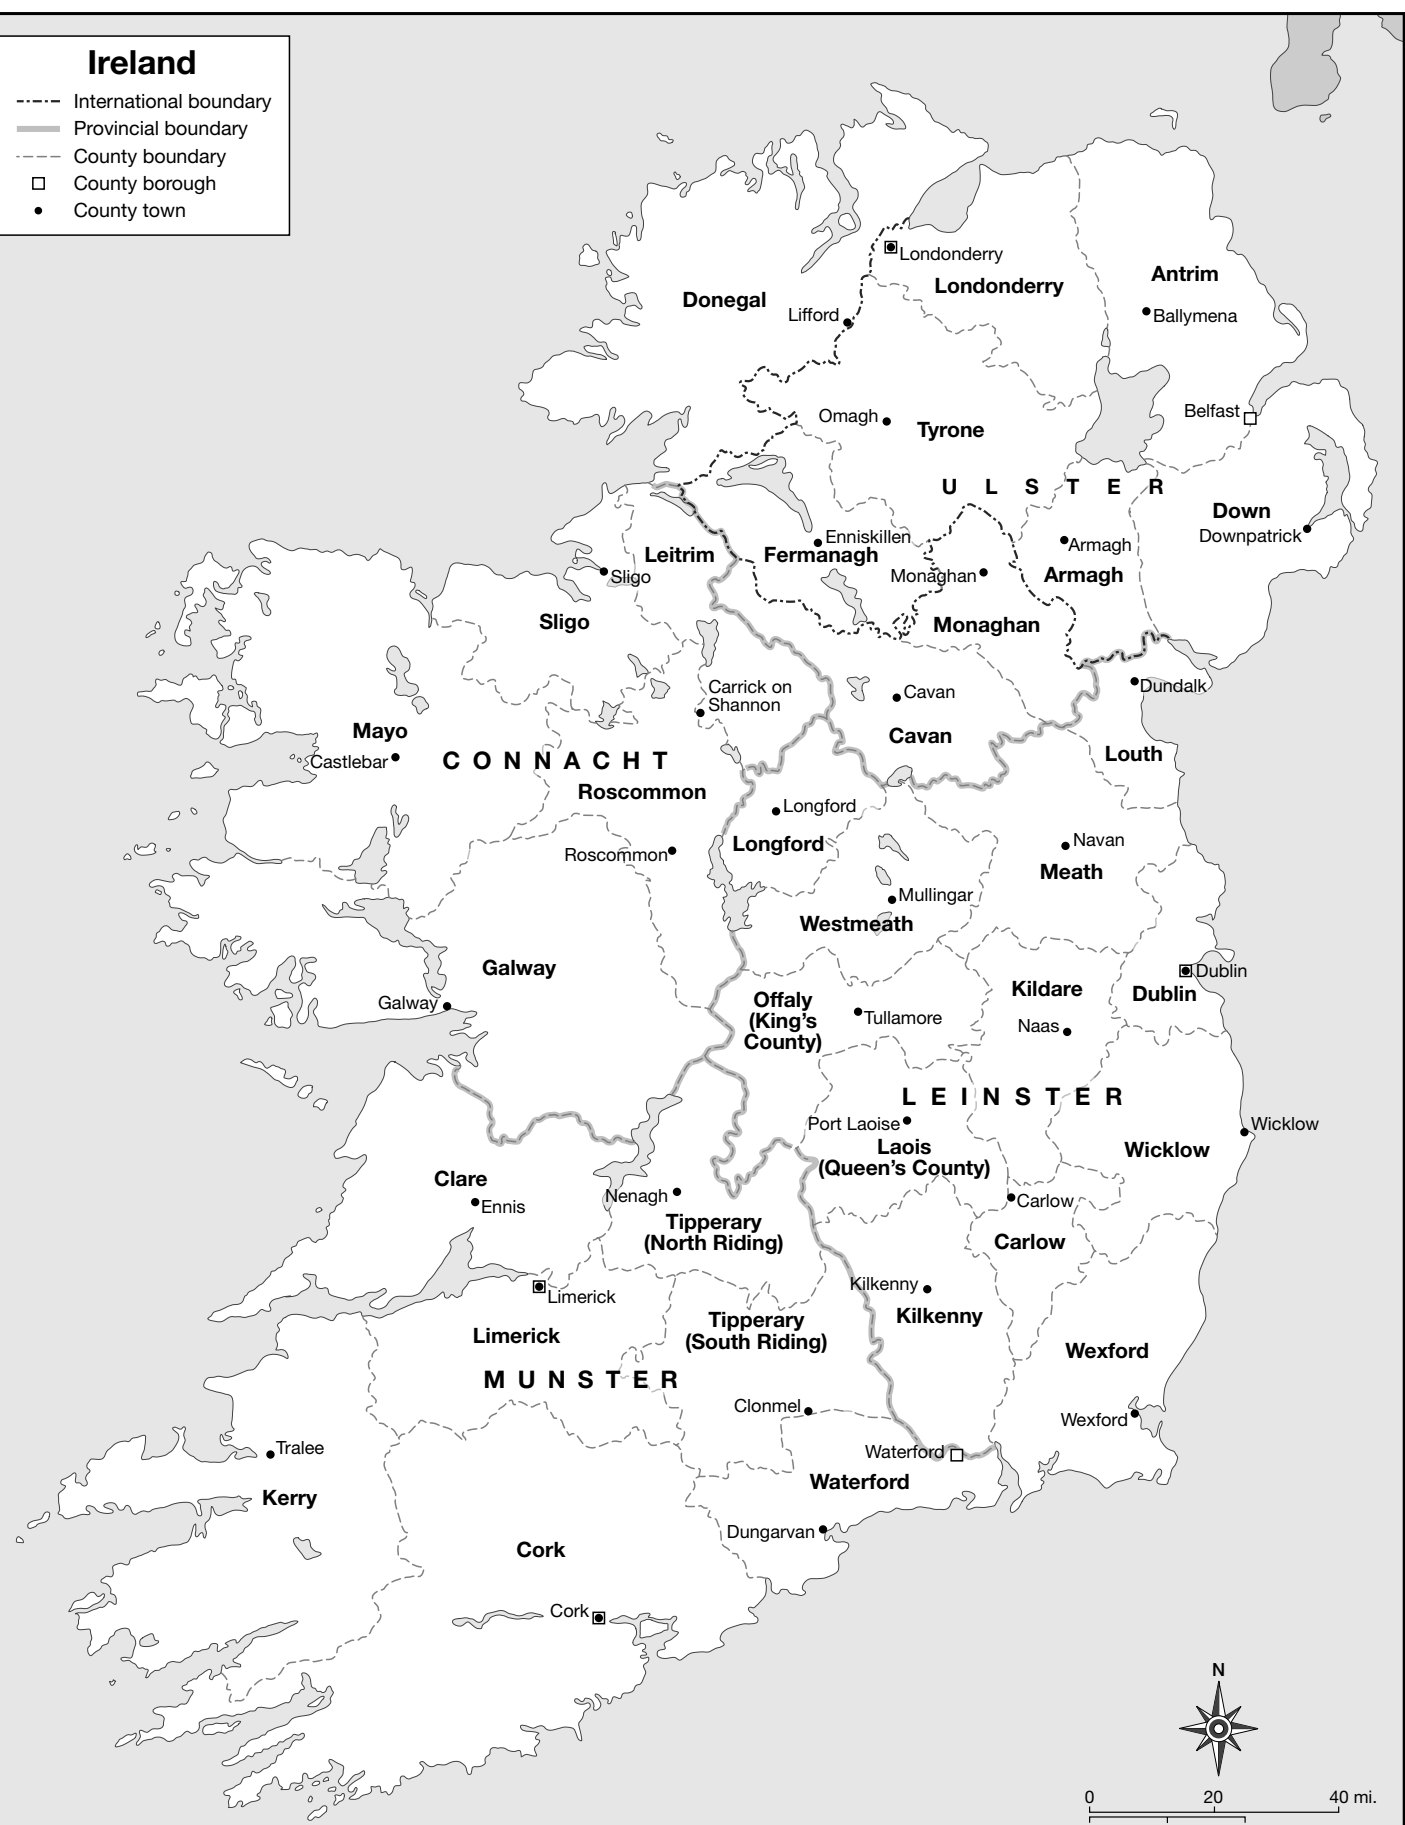 Ireland
International boundary
Provincial boundary
County boundary
County borough
County town
Londonderry
Londonderry
Antrim
Donegal
Lifford
Ballymena
Belfast
Omagh
Tyrone
ULSTER
Down
Downpatrick
Enniskillen
Fermanagh
Leitrim
Armagh
Armagh
Monaghan
Monaghan
Sligo
Sligo
Carrick on
Shannon
Cavan
Cavan
Dundalk
Louth
Mayo
Castlebar
CONNACHT
Roscommon
Longford
Longford
Roscommon
Navan
Meath
Mullingar
Westmeath
Galway
Galway
Offaly
(King's
County)
Tullamore
Kildare
Naas
Dublin
Dublin
LEINSTER
Port Laoise
Laois
(Queen's County)
Wicklow
Wicklow
Clare
Ennis
Nenagh
Tipperary
(North Riding)
Carlow
Carlow
Limerick
Limerick
Kilkenny
Kilkenny
Tipperary
(South Riding)
MUNSTER
Wexford
Wexford
Clonmel
Waterford
Waterford
Tralee
Kerry
Dungarvan
Cork
Cork
N
0 20 40 mi.